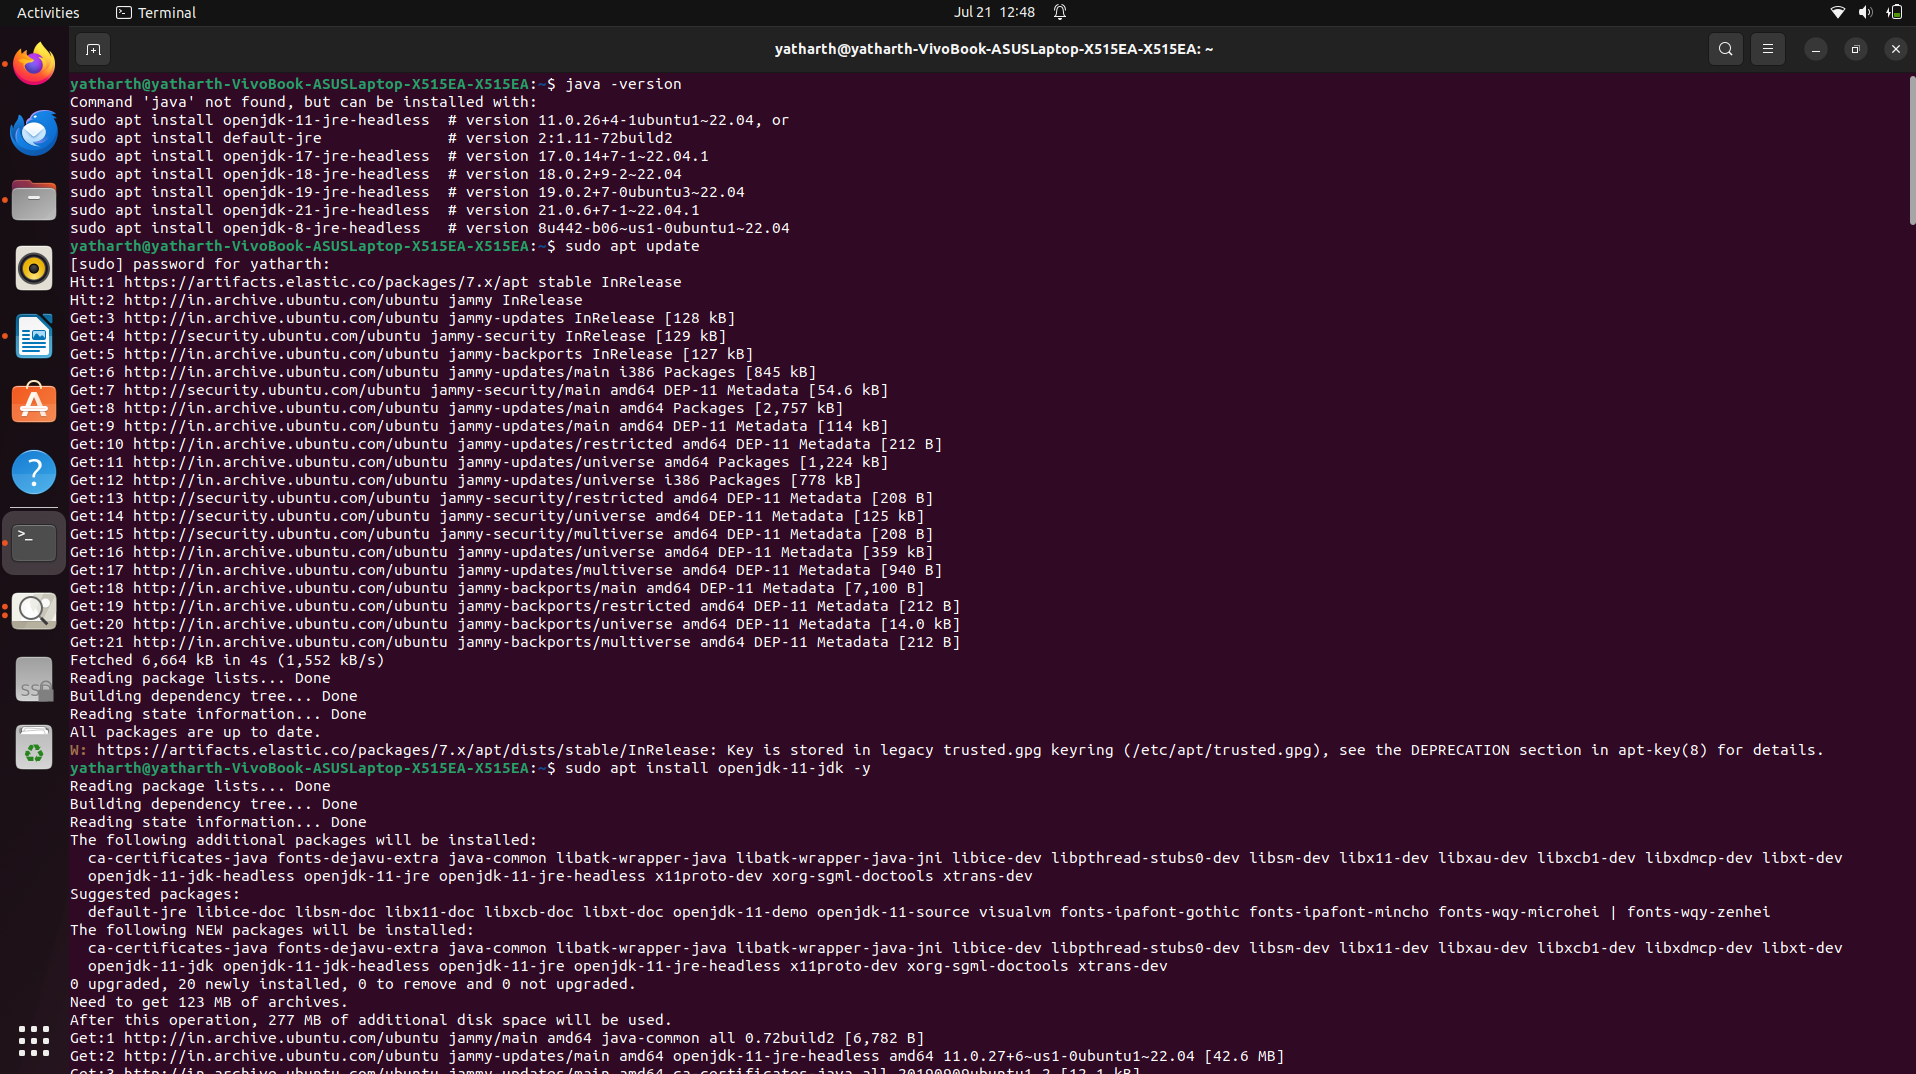 Activities
Terminal
Jul 21 12:48
yatharth@yatharth-VivoBook-ASUSLaptop-X515EA-X515EA: ~
yatharth@yatharth-VivoBook-ASUSLaptop-X515EA-X515EA:~$ java -version
Command 'java' not found, but can be installed with:
sudo apt install openjdk-11-jre-headless  # version 11.0.26+4-1ubuntu1~22.04, or
sudo apt install default-jre              # version 2:1.11-72build2
sudo apt install openjdk-17-jre-headless  # version 17.0.14+7-1~22.04.1
sudo apt install openjdk-18-jre-headless  # version 18.0.2+9-2~22.04
sudo apt install openjdk-19-jre-headless  # version 19.0.2+7-0ubuntu3~22.04
sudo apt install openjdk-21-jre-headless  # version 21.0.6+7-1~22.04.1
sudo apt install openjdk-8-jre-headless   # version 8u442-b06~us1-0ubuntu1~22.04
yatharth@yatharth-VivoBook-ASUSLaptop-X515EA-X515EA:~$ sudo apt update
[sudo] password for yatharth:
Hit:1 https://artifacts.elastic.co/packages/7.x/apt stable InRelease
Hit:2 http://in.archive.ubuntu.com/ubuntu jammy InRelease
Get:3 http://in.archive.ubuntu.com/ubuntu jammy-updates InRelease [128 kB]
Get:4 http://security.ubuntu.com/ubuntu jammy-security InRelease [129 kB]
Get:5 http://in.archive.ubuntu.com/ubuntu jammy-backports InRelease [127 kB]
Get:6 http://in.archive.ubuntu.com/ubuntu jammy-updates/main i386 Packages [845 kB]
Get:7 http://security.ubuntu.com/ubuntu jammy-security/main amd64 DEP-11 Metadata [54.6 kB]
Get:8 http://in.archive.ubuntu.com/ubuntu jammy-updates/main amd64 Packages [2,757 kB]
Get:9 http://in.archive.ubuntu.com/ubuntu jammy-updates/main amd64 DEP-11 Metadata [114 kB]
Get:10 http://in.archive.ubuntu.com/ubuntu jammy-updates/restricted amd64 DEP-11 Metadata [212 B]
Get:11 http://in.archive.ubuntu.com/ubuntu jammy-updates/universe amd64 Packages [1,224 kB]
Get:12 http://in.archive.ubuntu.com/ubuntu jammy-updates/universe i386 Packages [778 kB]
Get:13 http://security.ubuntu.com/ubuntu jammy-security/restricted amd64 DEP-11 Metadata [208 B]
Get:14 http://security.ubuntu.com/ubuntu jammy-security/universe amd64 DEP-11 Metadata [125 kB]
Get:15 http://security.ubuntu.com/ubuntu jammy-security/multiverse amd64 DEP-11 Metadata [208 B]
Get:16 http://in.archive.ubuntu.com/ubuntu jammy-updates/universe amd64 DEP-11 Metadata [359 kB]
Get:17 http://in.archive.ubuntu.com/ubuntu jammy-updates/multiverse amd64 DEP-11 Metadata [940 B]
Get:18 http://in.archive.ubuntu.com/ubuntu jammy-backports/main amd64 DEP-11 Metadata [7,100 B]
Get:19 http://in.archive.ubuntu.com/ubuntu jammy-backports/restricted amd64 DEP-11 Metadata [212 B]
Get:20 http://in.archive.ubuntu.com/ubuntu jammy-backports/universe amd64 DEP-11 Metadata [14.0 kB]
Get:21 http://in.archive.ubuntu.com/ubuntu jammy-backports/multiverse amd64 DEP-11 Metadata [212 B]
Fetched 6,664 kB in 4s (1,552 kB/s)
Reading package lists... Done
Building dependency tree... Done
Reading state information... Done
All packages are up to date.
W: https://artifacts.elastic.co/packages/7.x/apt/dists/stable/InRelease: Key is stored in legacy trusted.gpg keyring (/etc/apt/trusted.gpg), see the DEPRECATION section in apt-key(8) for details.
yatharth@yatharth-VivoBook-ASUSLaptop-X515EA-X515EA:~$ sudo apt install openjdk-11-jdk -y
Reading package lists... Done
Building dependency tree... Done
Reading state information... Done
The following additional packages will be installed:
  ca-certificates-java fonts-dejavu-extra java-common libatk-wrapper-java libatk-wrapper-java-jni libice-dev libpthread-stubs0-dev libsm-dev libx11-dev libxau-dev libxcb1-dev libxdmcp-dev libxt-dev
  openjdk-11-jdk-headless openjdk-11-jre openjdk-11-jre-headless x11proto-dev xorg-sgml-doctools xtrans-dev
Suggested packages:
  default-jre libice-doc libsm-doc libx11-doc libxcb-doc libxt-doc openjdk-11-demo openjdk-11-source visualvm fonts-ipafont-gothic fonts-ipafont-mincho fonts-wqy-microhei | fonts-wqy-zenhei
The following NEW packages will be installed:
  ca-certificates-java fonts-dejavu-extra java-common libatk-wrapper-java libatk-wrapper-java-jni libice-dev libpthread-stubs0-dev libsm-dev libx11-dev libxau-dev libxcb1-dev libxdmcp-dev libxt-dev
  openjdk-11-jdk openjdk-11-jdk-headless openjdk-11-jre openjdk-11-jre-headless x11proto-dev xorg-sgml-doctools xtrans-dev
0 upgraded, 20 newly installed, 0 to remove and 0 not upgraded.
Need to get 123 MB of archives.
After this operation, 277 MB of additional disk space will be used.
Get:1 http://in.archive.ubuntu.com/ubuntu jammy/main amd64 java-common all 0.72build2 [6,782 B]
Get:2 http://in.archive.ubuntu.com/ubuntu jammy-updates/main amd64 openjdk-11-jre-headless amd64 11.0.27+6~us1-0ubuntu1~22.04 [42.6 MB]
Get:3 http://in.archive.ubuntu.com/ubuntu jammy-updates/main amd64 ca-certificates-java all 20190909ubuntu1.2 [12.1 kB]